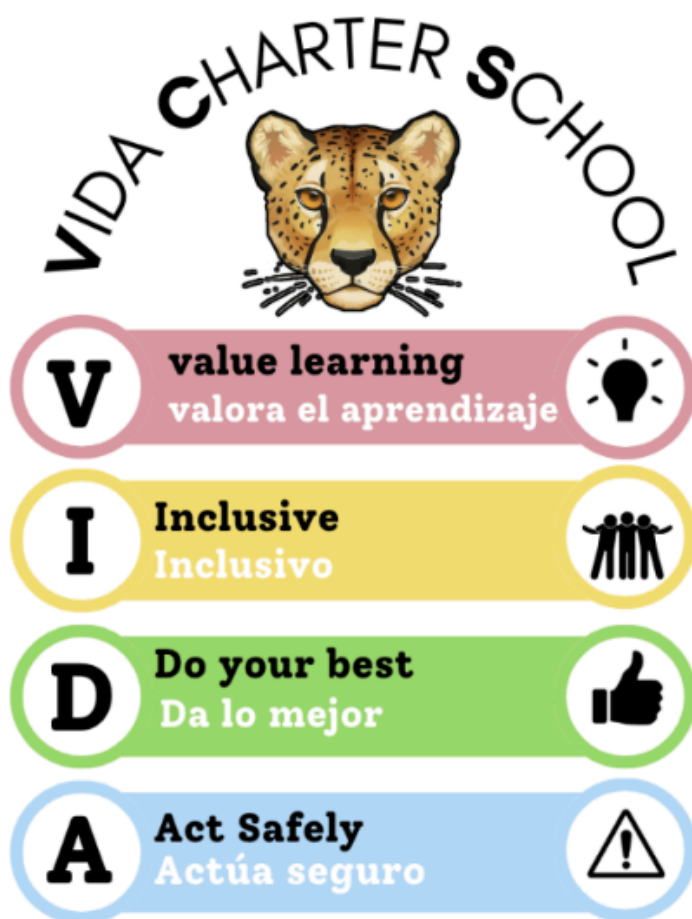 VIDA CHARTER SCHOOL
V
value learning
valora el aprendizaje
I
Inclusive
Inclusivo
D
Do your best
Da lo mejor
A
Act Safely
Actúa seguro